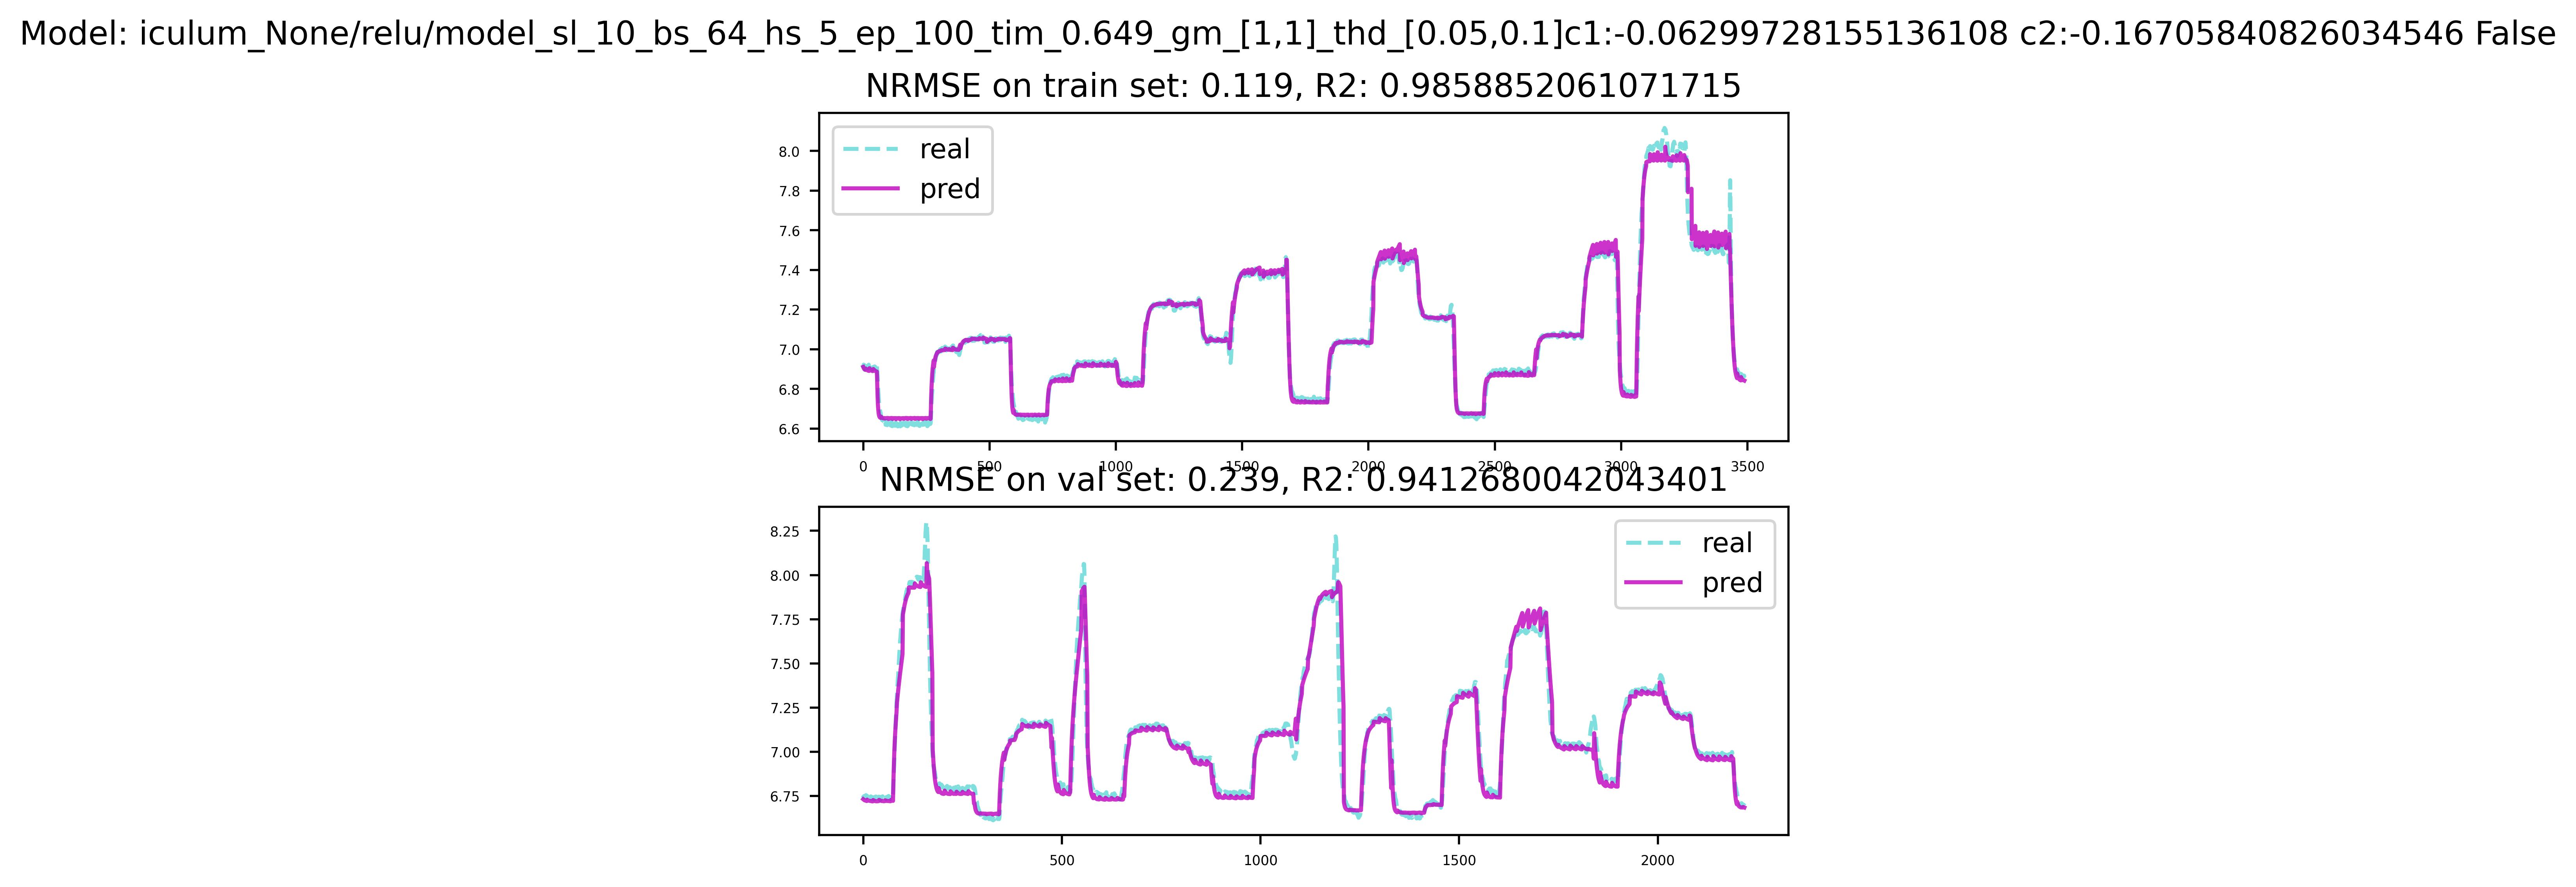 Model: iculum_None/relu/model_sl_10_bs_64_hs_5_ep_100_tim_0.649_gm_[1,1]_thd_[0.05,0.1]c1:-0.06299728155136108 c2:-0.16705840826034546 False
NRMSE on train set: 0.119, R2: 0.9858852061071715
real
pred
8.0
7.8
7.6
7.4
7.2
7.0
6.8
6.6
0 500 1000 1500 2000 2500 3000 3500
NRMSE on val set: 0.239, R2: 0.9412680042043401
real
pred
8.25
8.00
7.75
7.50
7.25
7.00
6.75
0 500 1000 1500 2000